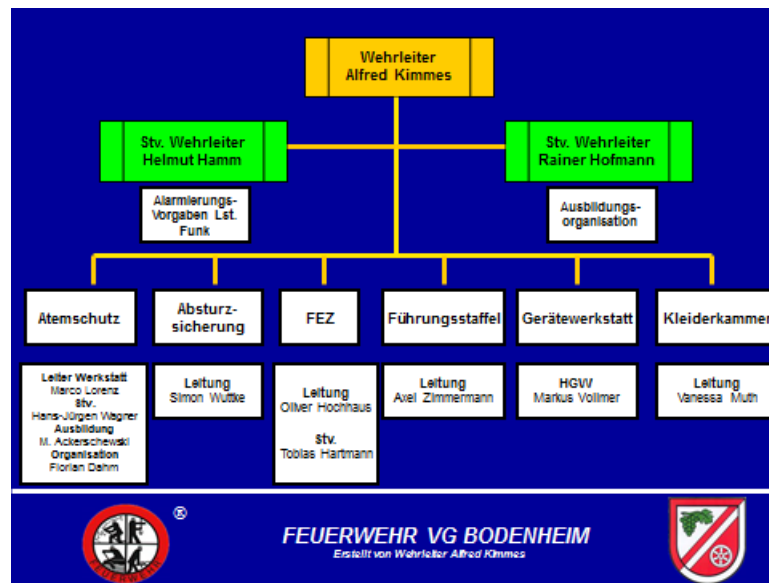 Wehrleiter
Alfred Kimmes
Stv. Wehrleiter
Helmut Hamm
Stv. Wehrleiter
Rainer Hofmann
Alarmierungs-
Vorgaben Lst.
Funk
Ausbildungs-
organisation
Atemschutz
Absturz-
sicherung
FEZ
Führungsstaffel
Gerätewerkstatt
Kleiderkammer
Leiter Werkstatt
Marco Lorenz
Stv.
Hans-Jürgen Wagner
Ausbildung
M. Ackerschewski
Organisation
Florian Dahm
Leitung
Simon Wuttke
Leitung
Oliver Hochhaus
Stv.
Tobias Hartmann
Leitung
Axel Zimmermann
HGW
Markus Vollmer
Leitung
Vanessa Muth
FEUERWEHR
®
FEUERWEHR VG BODENHEIM
Erstellt von Wehrleiter Alfred Kimmes